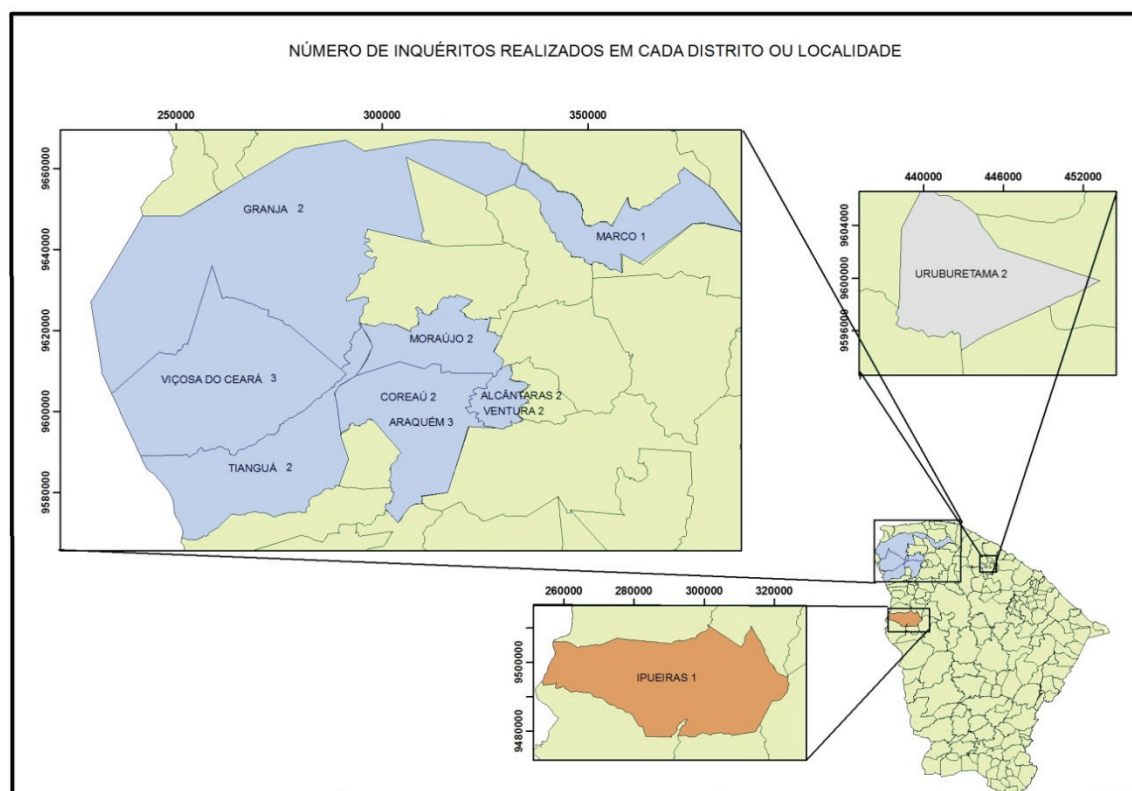 NÚMERO DE INQUÉRITOS REALIZADOS EM CADA DISTRITO OU LOCALIDADE
250000 300000 350000
9660000
9640000
9620000
9600000
9580000
GRANJA 2
MARCO 1
MORAÚJO 2
VIÇOSA DO CEARÁ 3
COREAÚ 2
ALCÂNTARAS 2
VENTURA 2
ARAQUÉM 3
TIANGUÁ 2
440000 446000 452000
9604000
9600000
9596000
URUBURETAMA 2
260000 280000 300000 320000
9500000
9480000
IPUEIRAS 1